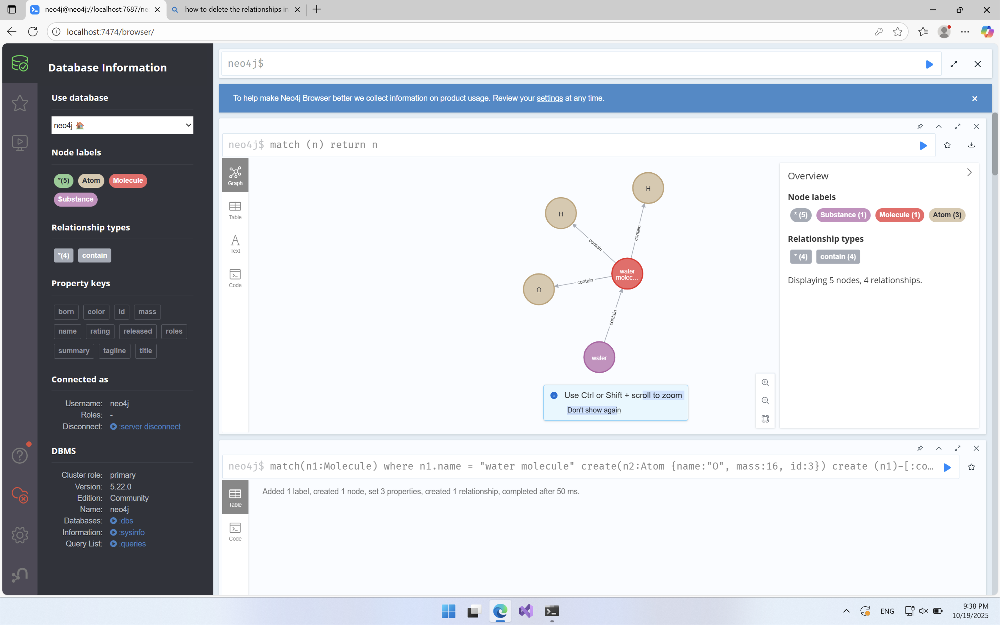 neo4j@neo4j://localhost:7687/ne
how to delete the relationships in
localhost:7474/browser/
Database Information
Use database
neo4j
Node labels
*(5) Atom Molecule
Substance
Relationship types
*(4) contain
Property keys
born color id mass
name rating released roles
summary tagline title
Connected as
Username: neo4j
Roles: -
Disconnect: :server disconnect
DBMS
Cluster role: primary
Version: 5.22.0
Edition: Community
Name: neo4j
Databases: :dbs
Information: :sysinfo
Query List: :queries
neo4j$
To help make Neo4j Browser better we collect information on product usage. Review your settings at any time.
neo4j$ match (n) return n
Graph
Table
Text
Code
H
H
contain
contain
water
molec...
contain
O
contain
water
Use Ctrl or Shift + scroll to zoom
Don't show again
Overview
Node labels
* (5) Substance (1) Molecule (1) Atom (3)
Relationship types
* (4) contain (4)
Displaying 5 nodes, 4 relationships.
neo4j$ match(n1:Molecule) where n1.name = "water molecule" create(n2:Atom {name:"O", mass:16, id:3}) create (n1)-[:co…
Table
Code
Added 1 label, created 1 node, set 3 properties, created 1 relationship, completed after 50 ms.
ENG
9:38 PM
10/19/2025